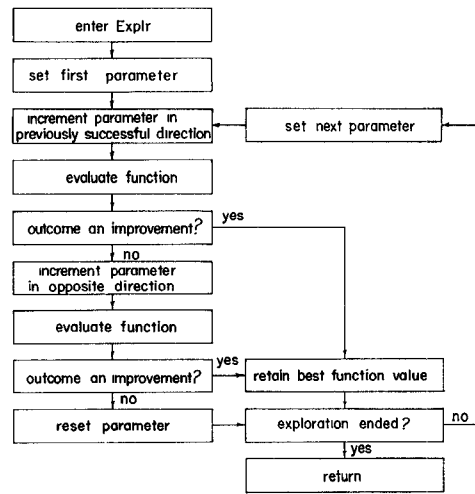 enter Explr
set first parameter
increment parameter in
previously successful direction
set next parameter
evaluate function
outcome an improvement?
yes
no
increment parameter
in opposite direction
evaluate function
outcome an improvement?
yes
retain best function value
no
reset parameter
exploration ended?
no
yes
return